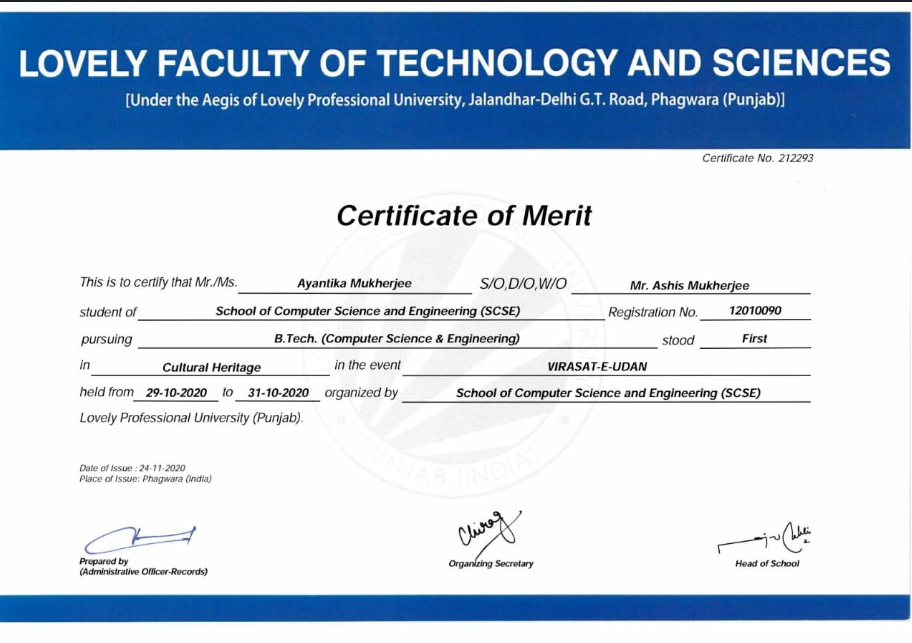 LOVELY FACULTY OF TECHNOLOGY AND SCIENCES
[Under the Aegis of Lovely Professional University, Jalandhar-Delhi G.T. Road, Phagwara (Punjab)]
Certificate No. 212293
Certificate of Merit
This is to certify that Mr./Ms. Ayantika Mukherjee S/O,D/O,W/O Mr. Ashis Mukherjee
student of School of Computer Science and Engineering (SCSE) Registration No. 12010090
pursuing B.Tech. (Computer Science & Engineering) stood First
in Cultural Heritage in the event VIRASAT-E-UDAN
held from 29-10-2020 to 31-10-2020 organized by School of Computer Science and Engineering (SCSE)
Lovely Professional University (Punjab).
PUNJAB (INDIA)
Date of Issue : 24-11-2020
Place of Issue: Phagwara (India)
Chirag
Prepared by
(Administrative Officer-Records)
Organizing Secretary
Head of School